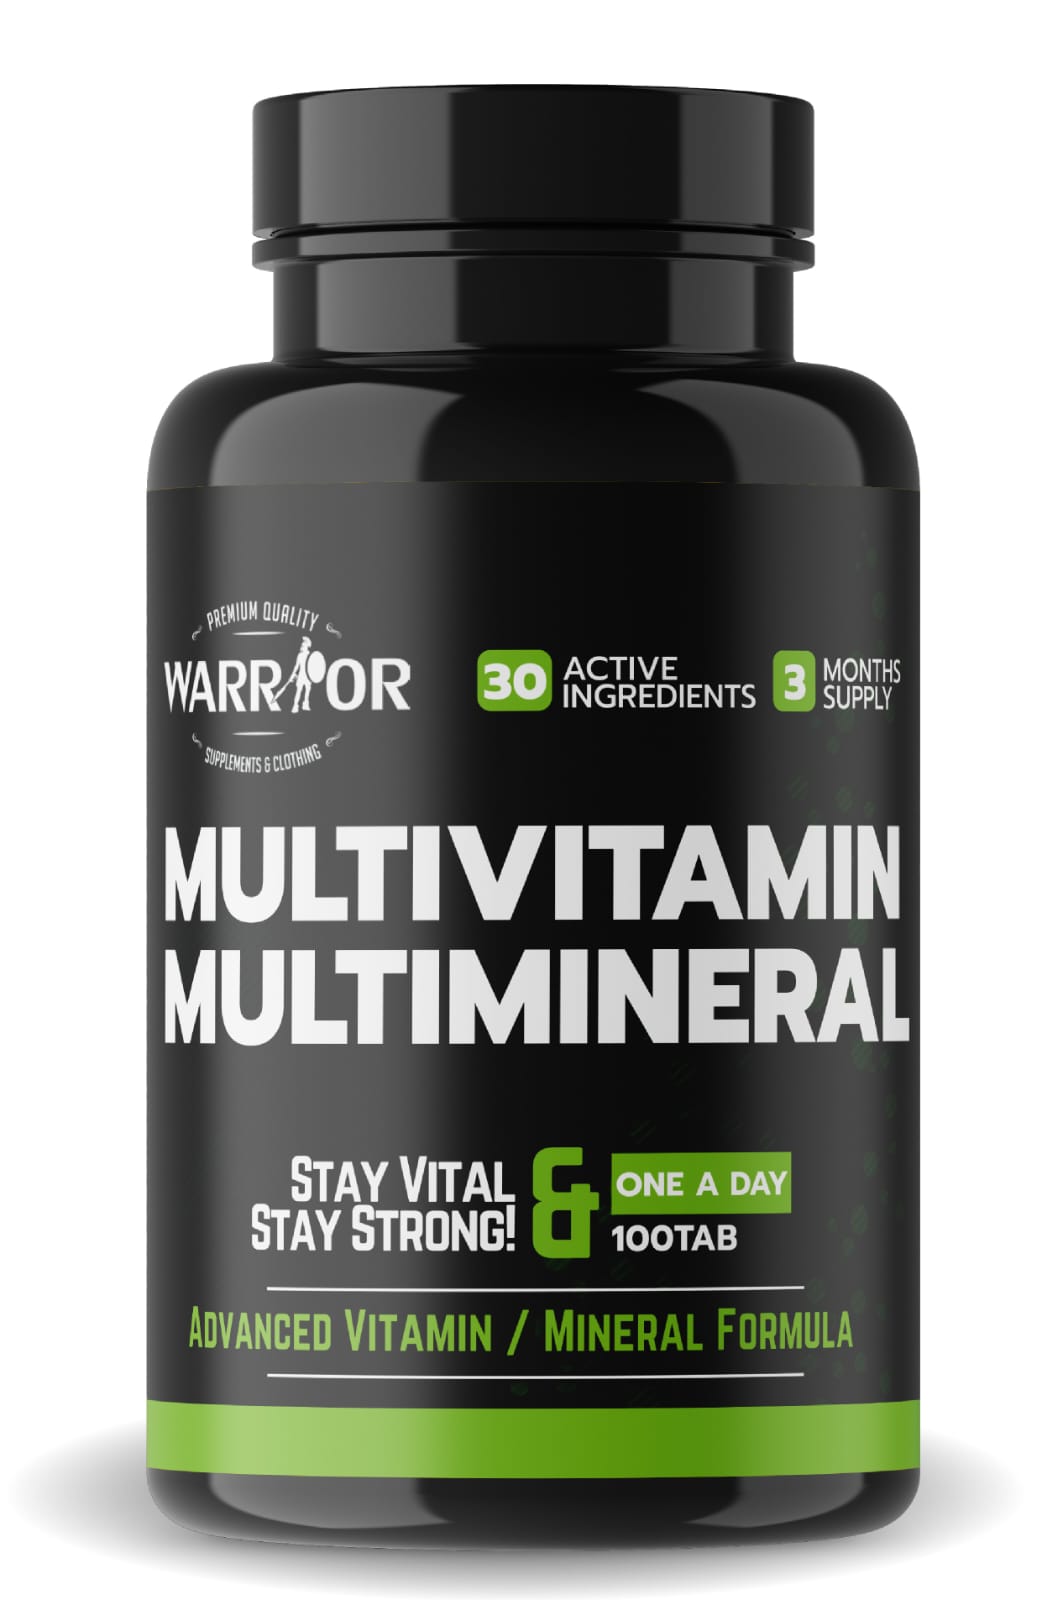 PREMIUM QUALITY
WARRIOR
SUPPLEMENTS & CLOTHING
30 ACTIVE
INGREDIENTS
3 MONTHS
SUPPLY
MULTIVITAMIN
MULTIMINERAL
STAY VITAL
STAY STRONG!
&
ONE A DAY
100TAB
ADVANCED VITAMIN / MINERAL FORMULA